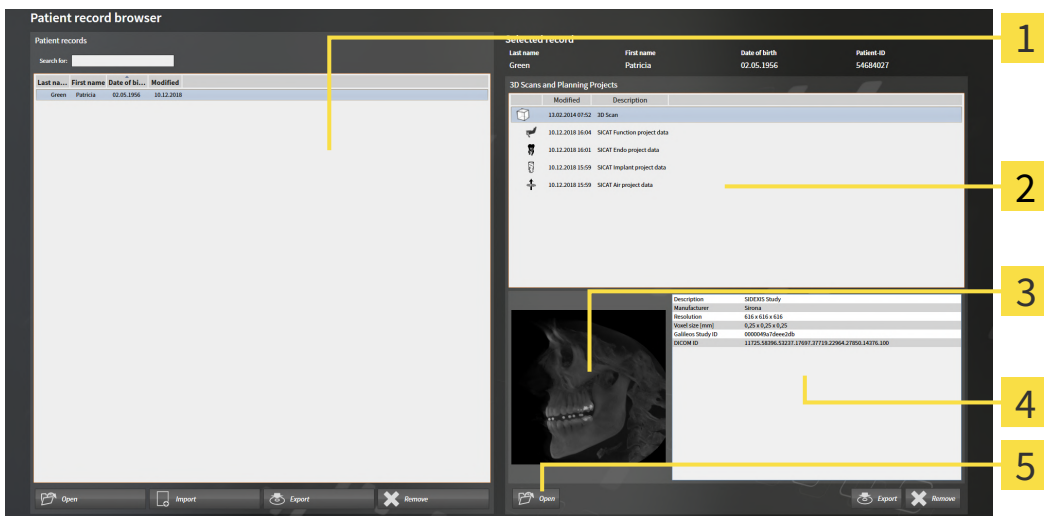 Patient record browser
Patient records
Search for:
Last na... First name Date of bi... Modified
Green Patricia 02.05.1956 10.12.2018
Open Import Export Remove
Selected record
Last name First name Date of birth Patient-ID
Green Patricia 02.05.1956 54684027
3D Scans and Planning Projects
Modified Description
13.02.2014 07:52 3D Scan
10.12.2018 16:04 SICAT Function project data
10.12.2018 16:01 SICAT Endo project data
10.12.2018 15:59 SICAT Implant project data
10.12.2018 15:59 SICAT Air project data
Description SIDEXIS Study
Manufacturer Sirona
Resolution 616 x 616 x 616
Voxel size [mm] 0,25 x 0,25 x 0,25
Galileos Study ID 0000049a7deee2db
DICOM ID 11725.58396.53237.17697.37719.22964.27850.14376.100
Open Export Remove
1
2
3
4
5